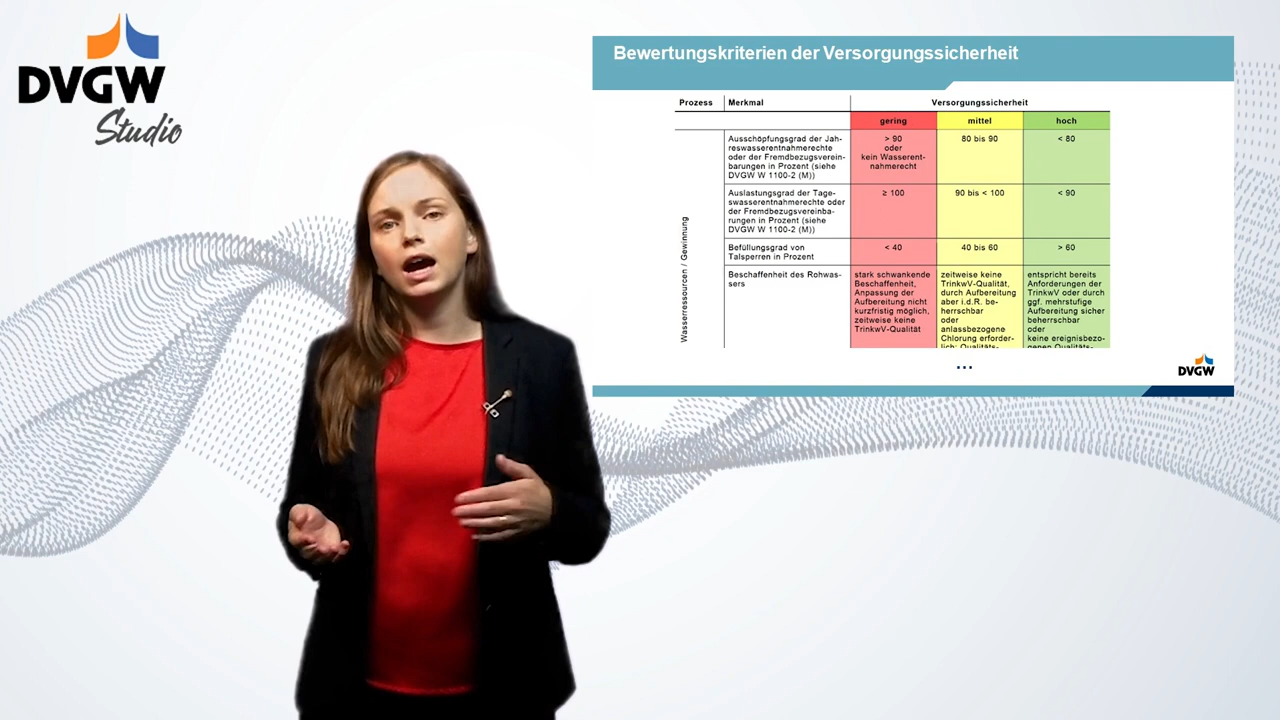 DVGW
Studio
Bewertungskriterien der Versorgungssicherheit
Prozess
Merkmal
Versorgungssicherheit
gering
mittel
hoch
Wasserressourcen / Gewinnung
Ausschöpfungsgrad der Jah-
reswasserentnahmerechte
oder der Fremdbezugsverein-
barungen in Prozent (siehe
DVGW W 1100-2 (M))
> 90
oder
kein Wasserent-
nahmerecht
80 bis 90
< 80
Auslastungsgrad der Tage-
swasserentnahmerechte oder
der Fremdbezugsvereinba-
rungen in Prozent (siehe
DVGW W 1100-2 (M))
≥ 100
90 bis < 100
< 90
Befüllungsgrad von
Talsperren in Prozent
< 40
40 bis 60
> 60
Beschaffenheit des Rohwas-
sers
stark schwankende
Beschaffenheit,
Anpassung der
Aufbereitung nicht
kurzfristig möglich,
zeitweise keine
TrinkwV-Qualität
zeitweise keine
TrinkwV-Qualität,
durch Aufbereitung
aber i.d.R. be-
herrschbar
oder
anlassbezogene
Chlorung erforder-
lich; Qualitäts-
entspricht bereits
Anforderungen der
TrinkwV oder durch
ggf. mehrstufige
Aufbereitung sicher
beherrschbar
oder
keine ereignisbezo-
genen Qualitäts-
...
DVGW